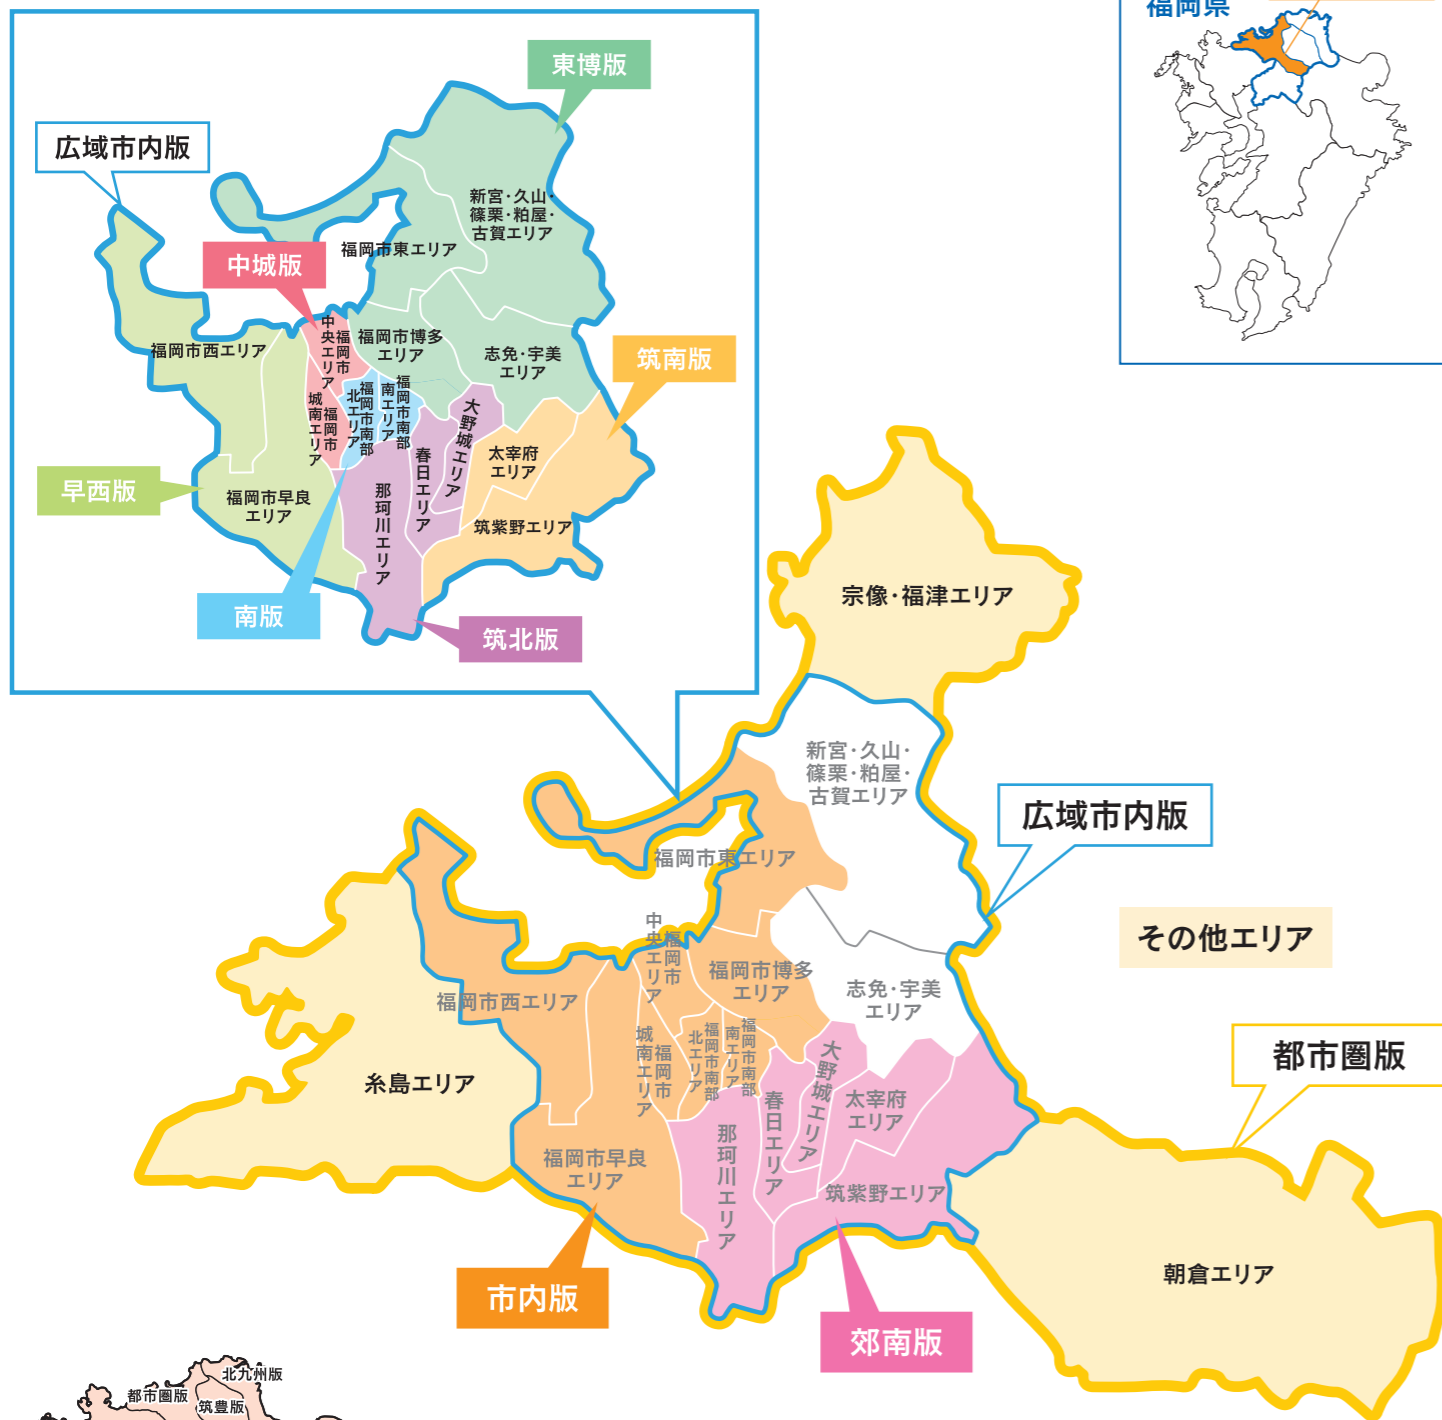 福岡県
東博版
広域市内版
新宮・久山・
篠栗・粕屋・
古賀エリア
福岡市東エリア
中城版
福岡市
中央エリア
福岡市博多
エリア
福岡市西エリア
志免・宇美
エリア
筑南版
福岡市
城南エリア
福岡市南部
北エリア
福岡市南部
南エリア
大野城エリア
春日エリア
太宰府
エリア
早西版
福岡市早良
エリア
那珂川エリア
筑紫野エリア
南版
筑北版
宗像・福津エリア
新宮・久山・
篠栗・粕屋・
古賀エリア
広域市内版
福岡市東エリア
その他エリア
福岡市
中央エリア
福岡市博多
エリア
福岡市西エリア
志免・宇美
エリア
都市圏版
糸島エリア
福岡市
城南エリア
福岡市南部
北エリア
福岡市南部
南エリア
大野城エリア
春日エリア
太宰府
エリア
福岡市早良
エリア
那珂川エリア
筑紫野エリア
朝倉エリア
市内版
郊南版
北九州版
都市圏版
筑豊版